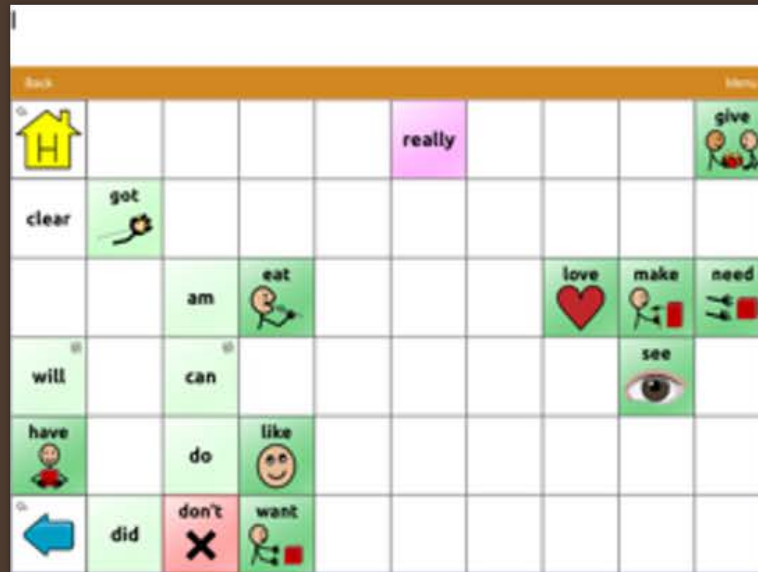 Back Menu
H really give
clear got
am eat love make need
will can see
have do like
did don't want